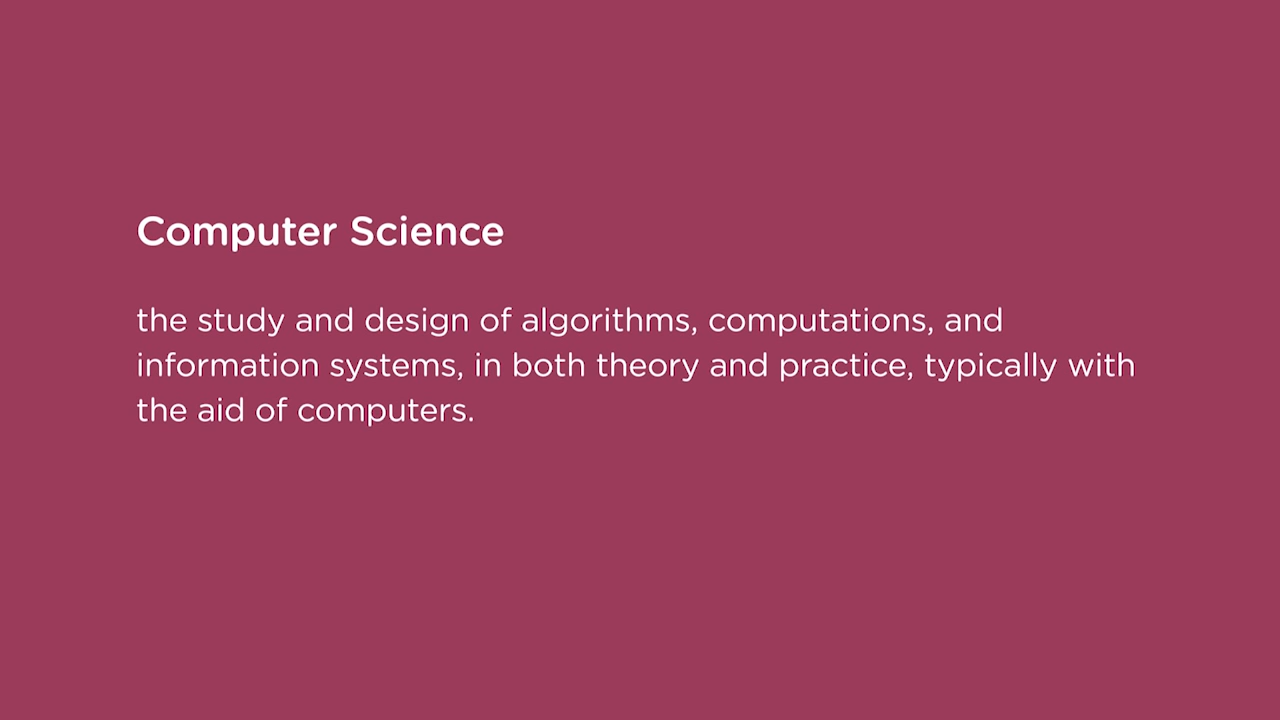 Computer Science
the study and design of algorithms, computations, and
information systems, in both theory and practice, typically with
the aid of computers.